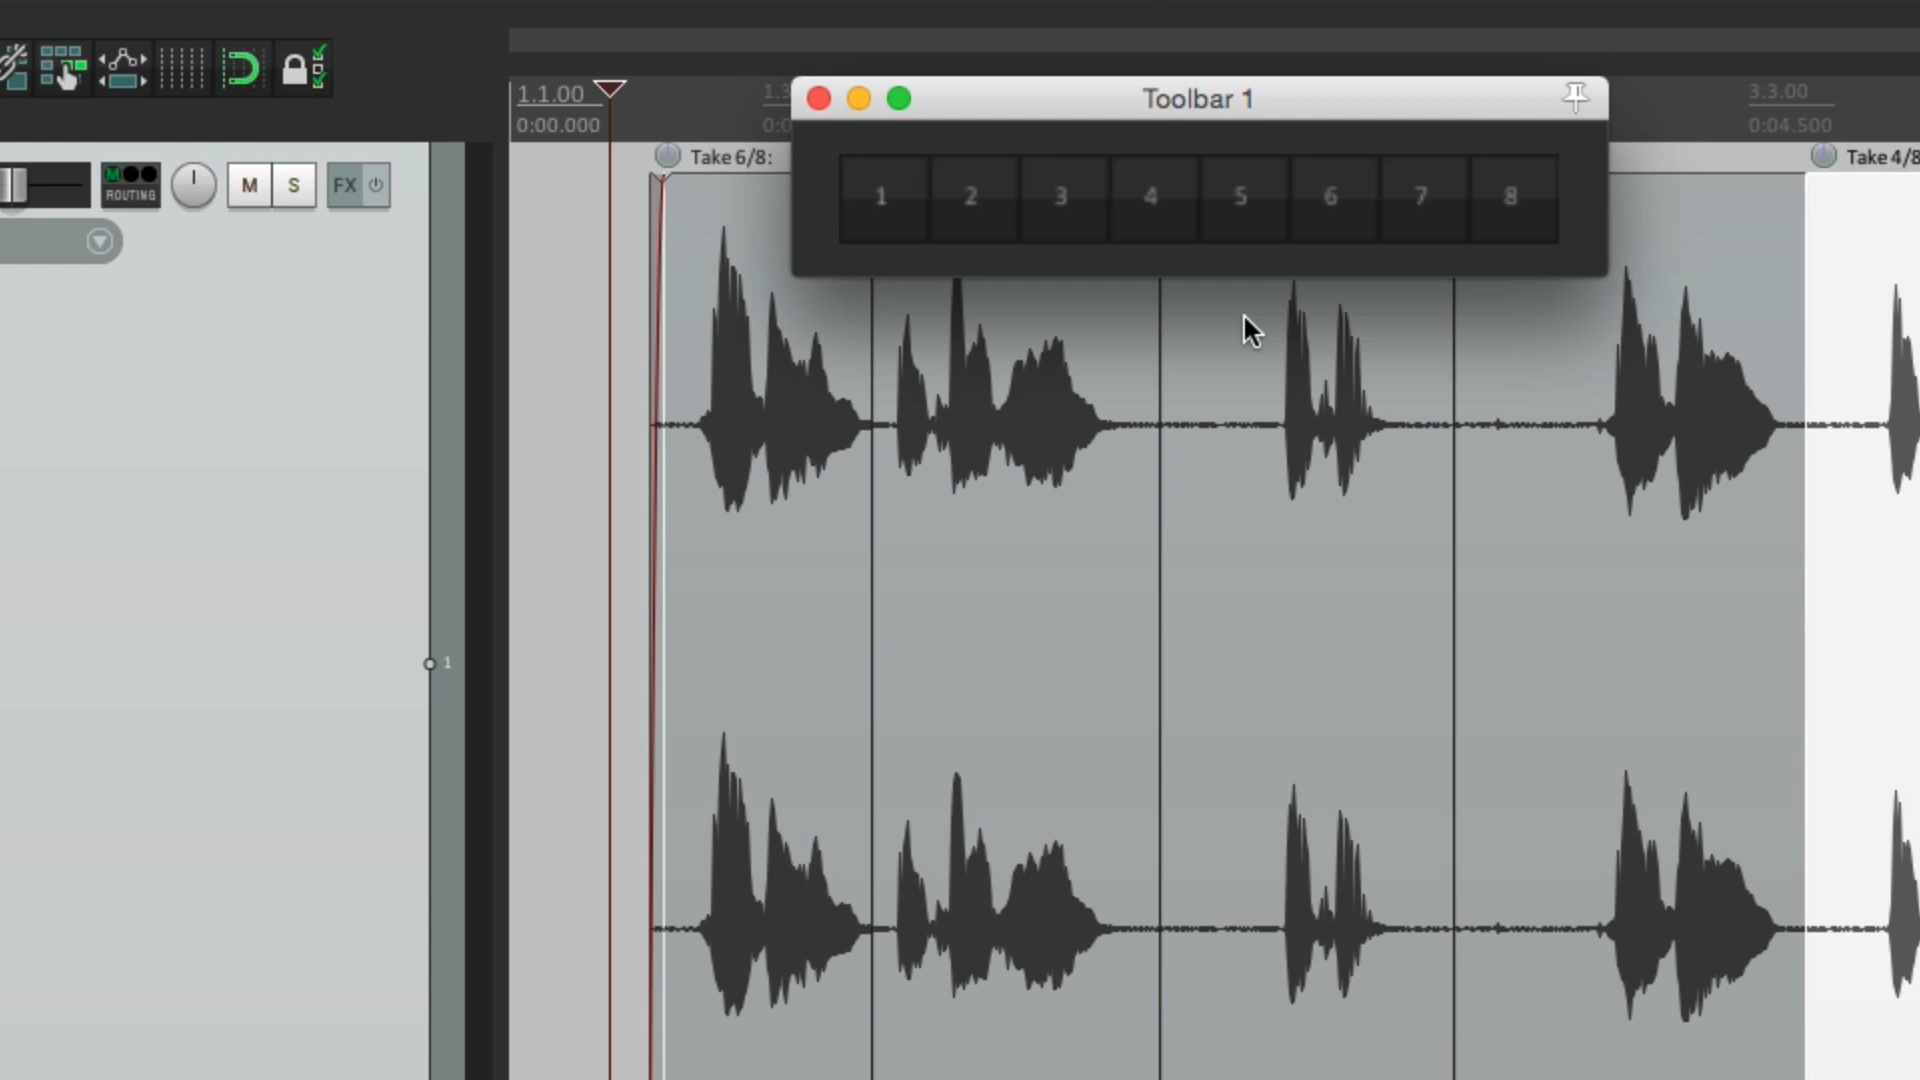 1.1.00
0:00.000
1.3
0:0
Toolbar 1
3.3.00
0:04.500
Take 6/8:
Take 4/8
1 2 3 4 5 6 7 8
M
ROUTING
M S FX
1